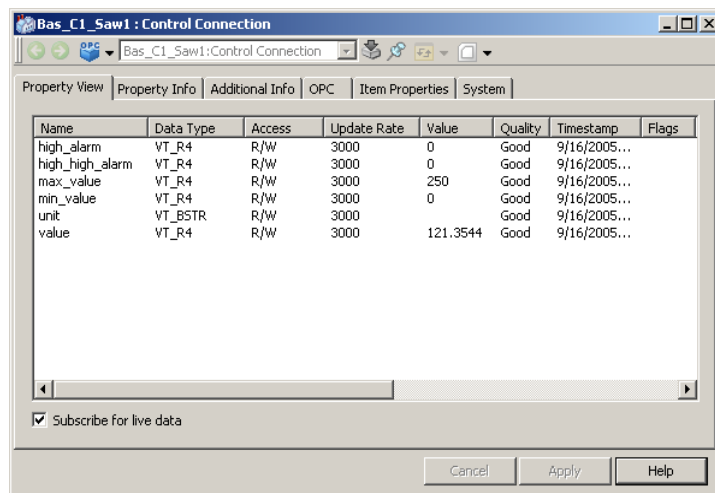 Bas_C1_Saw1 : Control Connection
OPC Bas_C1_Saw1:Control Connection
Property View Property Info Additional Info OPC Item Properties System
Name Data Type Access Update Rate Value Quality Timestamp Flags
high_alarm VT_R4 R/W 3000 0 Good 9/16/2005...
high_high_alarm VT_R4 R/W 3000 0 Good 9/16/2005...
max_value VT_R4 R/W 3000 250 Good 9/16/2005...
min_value VT_R4 R/W 3000 0 Good 9/16/2005...
unit VT_BSTR R/W 3000 Good 9/16/2005...
value VT_R4 R/W 3000 121.3544 Good 9/16/2005...
Subscribe for live data
Cancel Apply Help